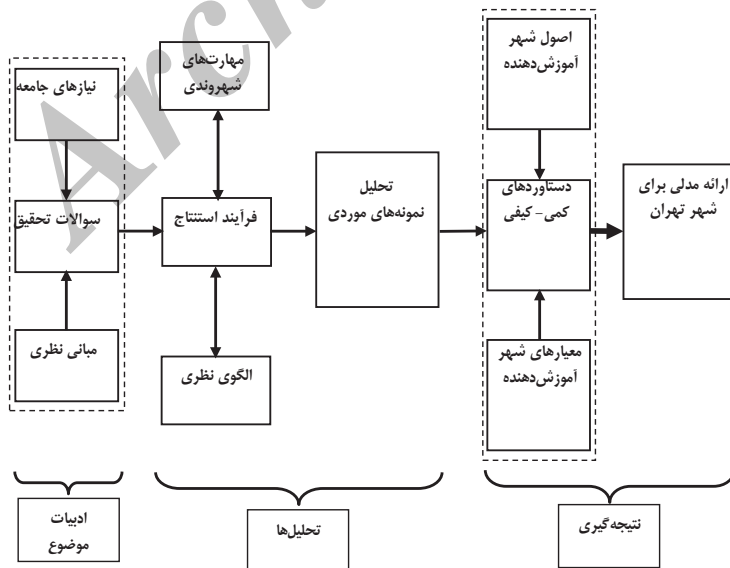 نیازهای جامعه
سوالات تحقیق
مبانی نظری
مهارت‌های
شهروندی
فرآیند استنتاج
الگوی نظری
تحلیل
نمونه‌های موردی
اصول شهر
آموزش‌دهنده
دستاوردهای
کمی- کیفی
معیارهای شهر
آموزش‌دهنده
ارائه مدلی برای
شهر تهران
ادبیات
موضوع
تحلیل‌ها
نتیجه‌گیری